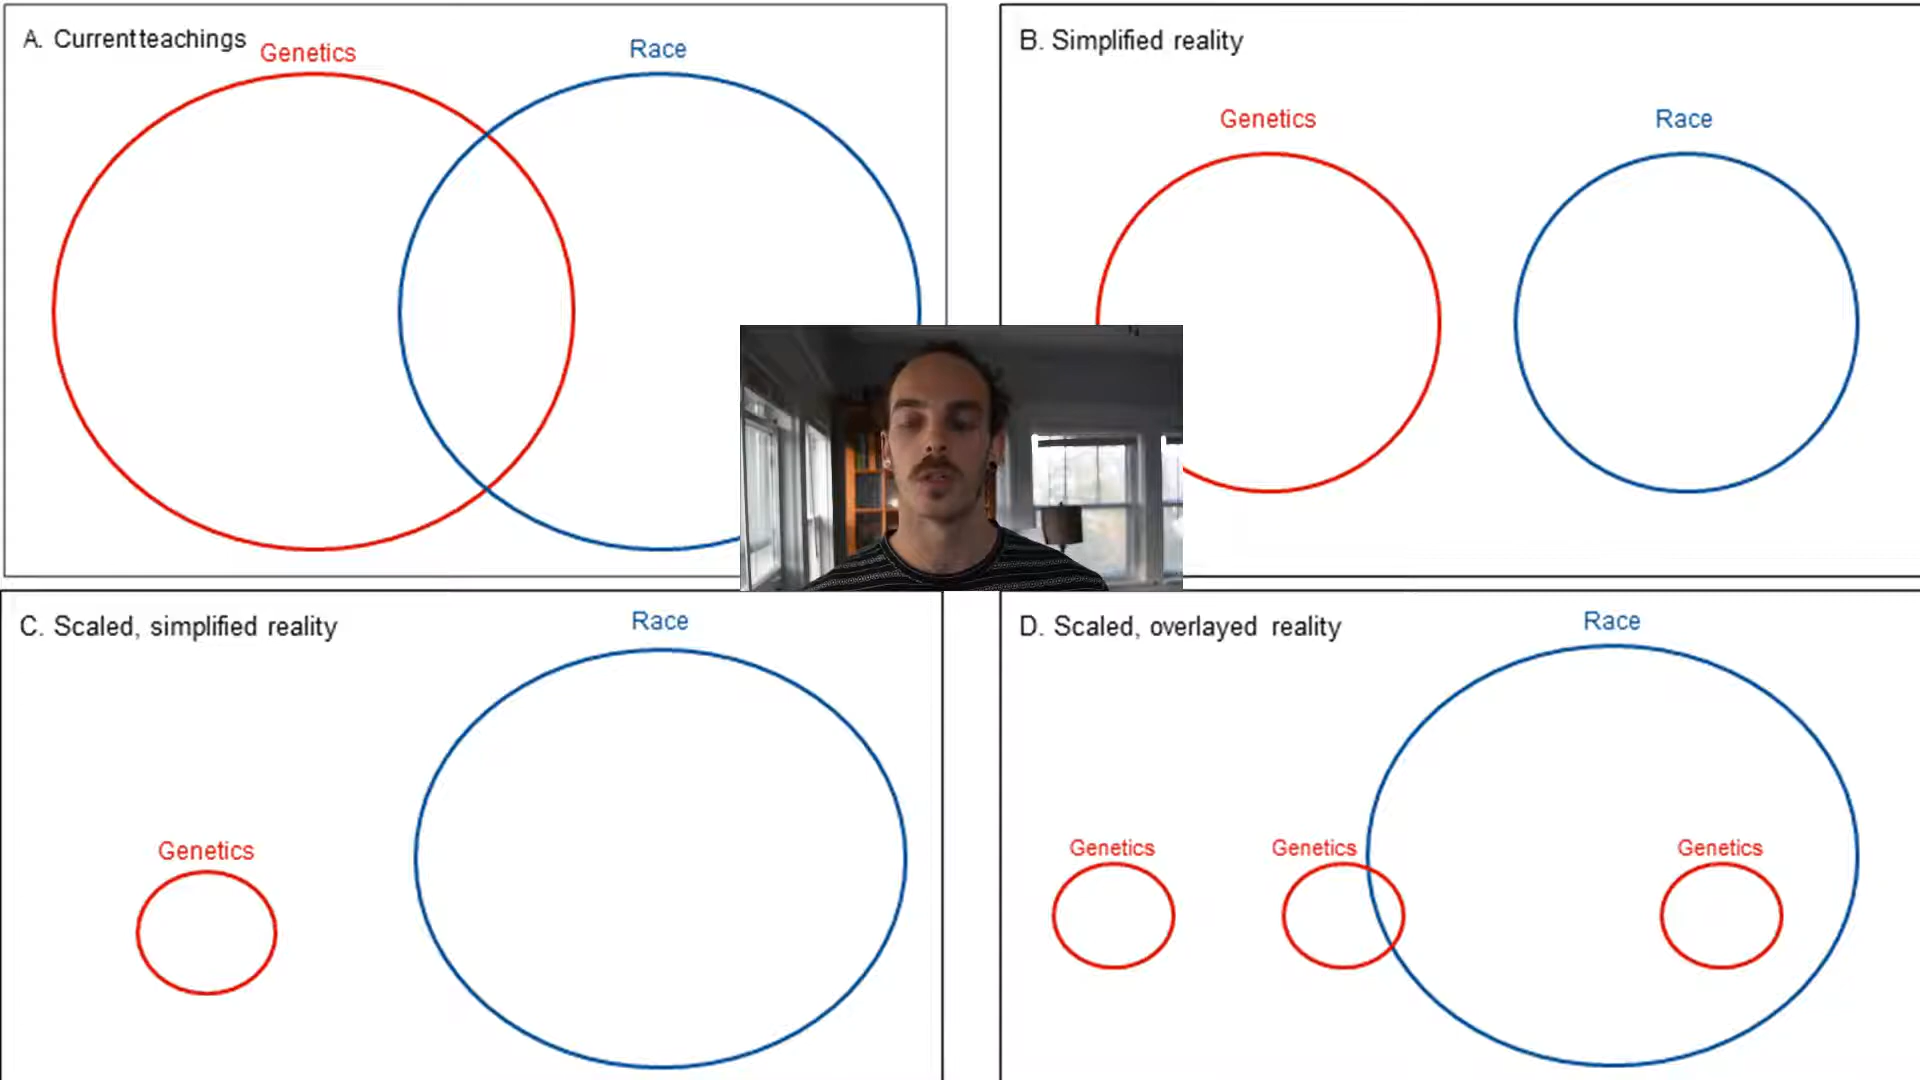 A. Current teachings
Genetics
Race
B. Simplified reality
Genetics
Race
C. Scaled, simplified reality
Race
Genetics
D. Scaled, overlayed reality
Race
Genetics
Genetics
Genetics